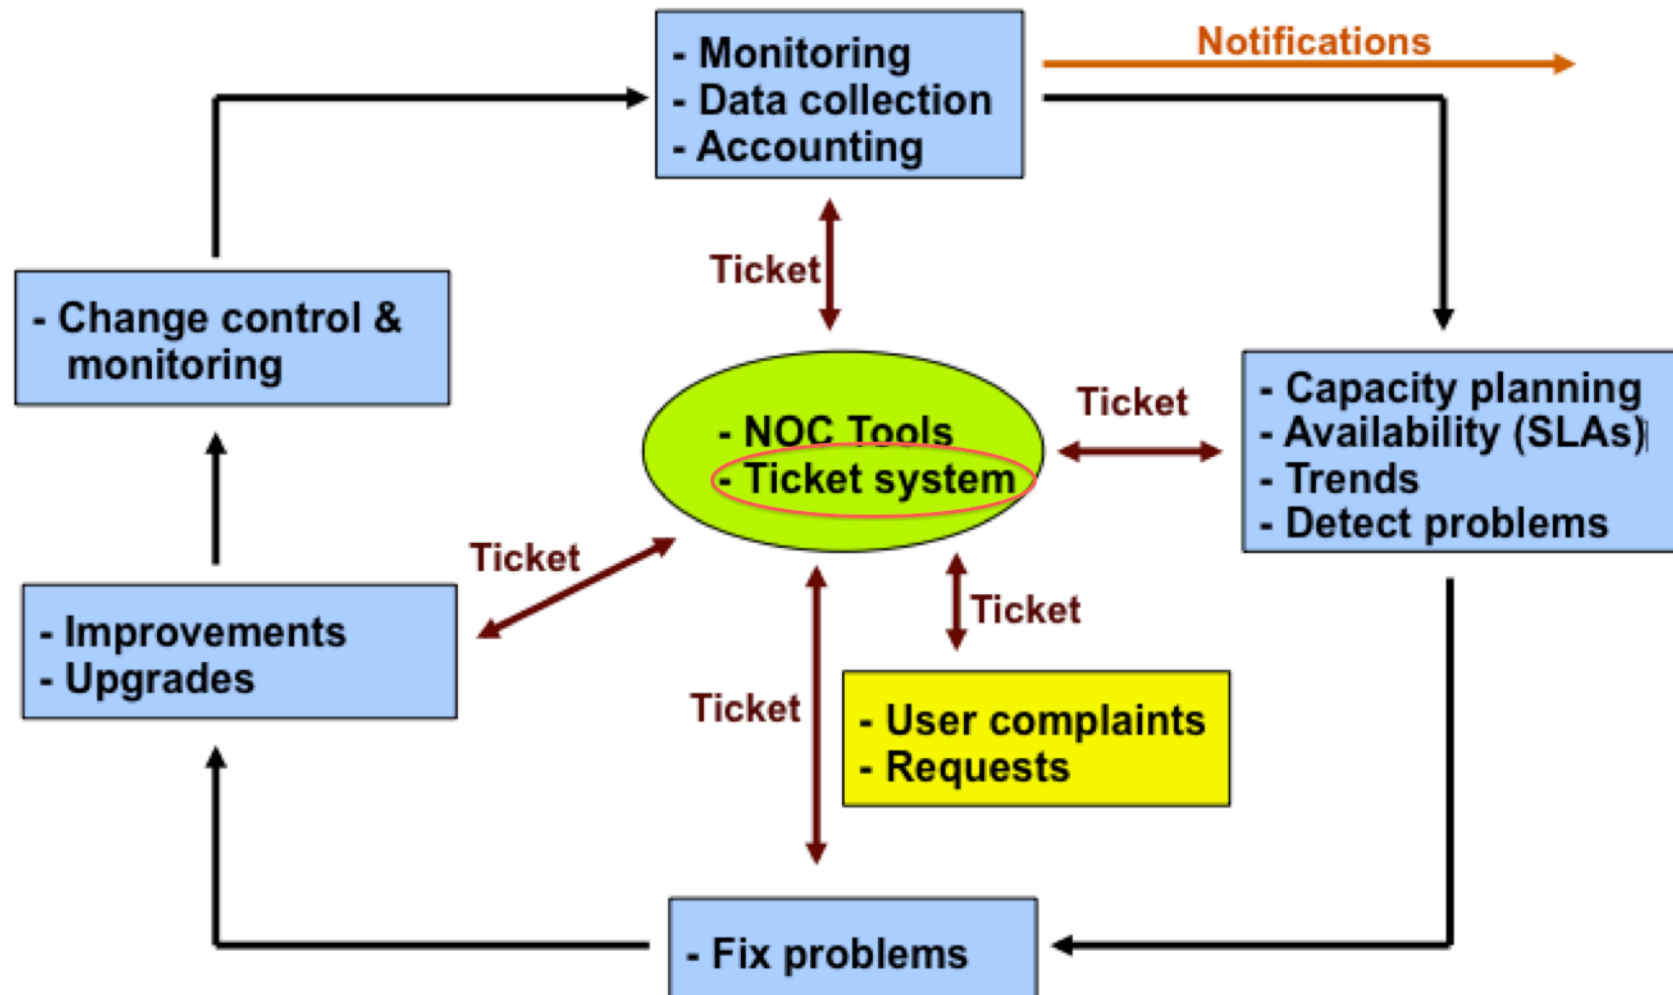 - Monitoring
- Data collection
- Accounting
Notifications
Ticket
- Change control &
monitoring
- NOC Tools
- Ticket system
Ticket
- Capacity planning
- Availability (SLAs)
- Trends
- Detect problems
Ticket
- Improvements
- Upgrades
Ticket
Ticket
- User complaints
- Requests
- Fix problems